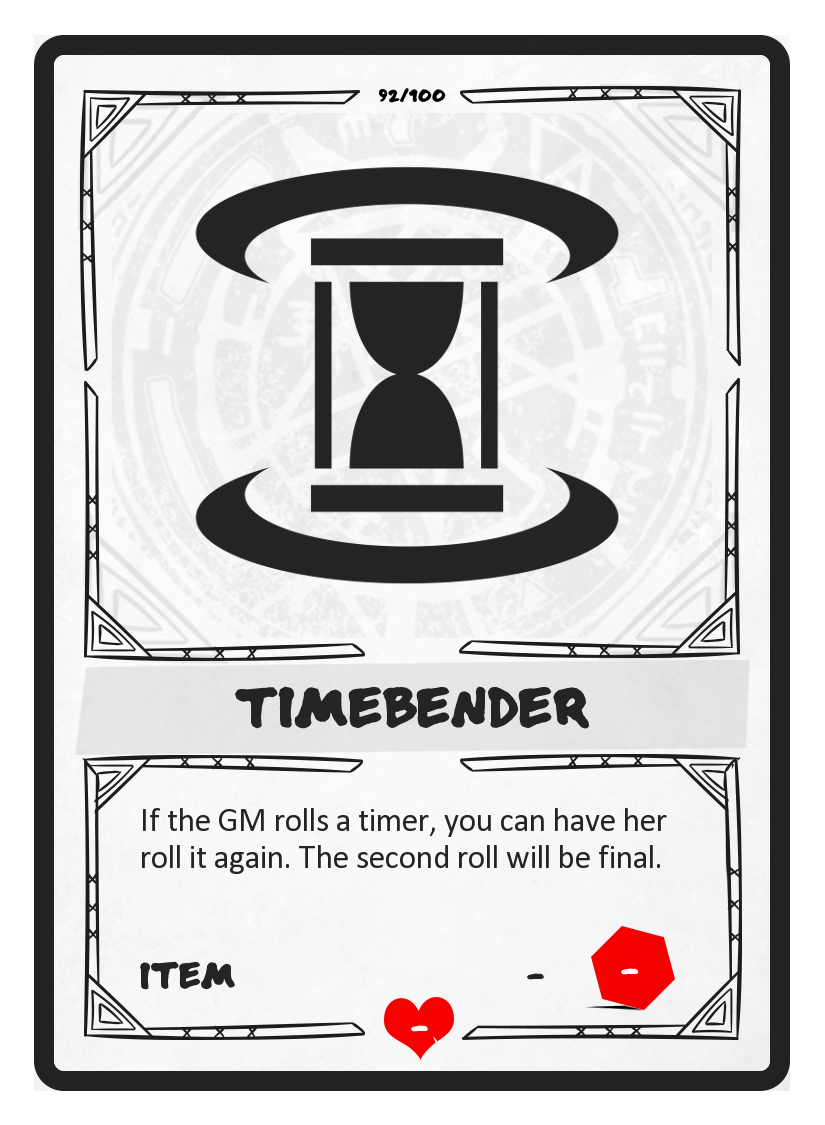 92/100
TIMEBENDER
If the GM rolls a timer, you can have her
roll it again. The second roll will be final.
ITEM - -
-